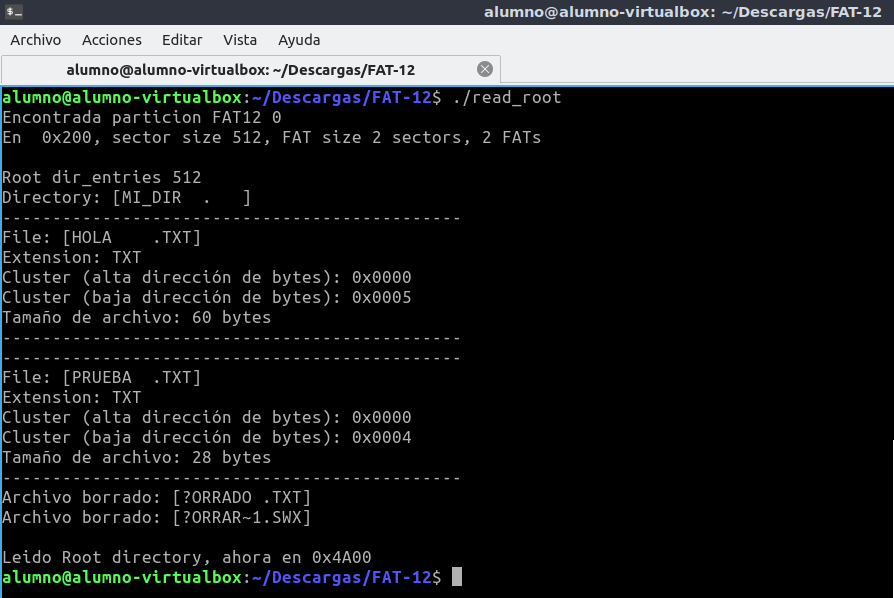 alumno@alumno-virtualbox: ~/Descargas/FAT-12
Archivo Acciones Editar Vista Ayuda
alumno@alumno-virtualbox: ~/Descargas/FAT-12
alumno@alumno-virtualbox:~/Descargas/FAT-12$ ./read_root
Encontrada particion FAT12 0
En  0x200, sector size 512, FAT size 2 sectors, 2 FATs

Root dir_entries 512
Directory: [MI_DIR  .   ]
----------------------------------------------
File: [HOLA    .TXT]
Extension: TXT
Cluster (alta dirección de bytes): 0x0000
Cluster (baja dirección de bytes): 0x0005
Tamaño de archivo: 60 bytes
----------------------------------------------
----------------------------------------------
File: [PRUEBA  .TXT]
Extension: TXT
Cluster (alta dirección de bytes): 0x0000
Cluster (baja dirección de bytes): 0x0004
Tamaño de archivo: 28 bytes
----------------------------------------------
Archivo borrado: [?ORRADO .TXT]
Archivo borrado: [?ORRAR~1.SWX]

Leido Root directory, ahora en 0x4A00
alumno@alumno-virtualbox:~/Descargas/FAT-12$